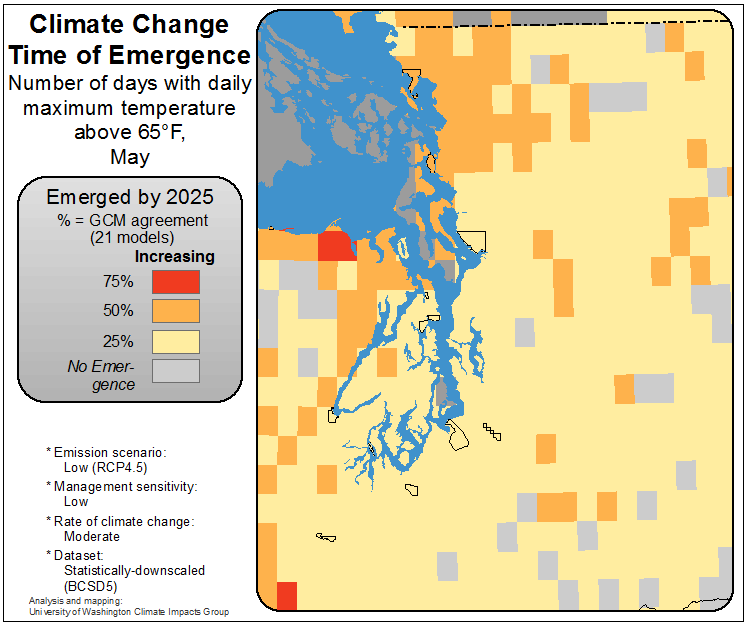 Climate Change
Time of Emergence
Number of days with daily
maximum temperature
above 65°F,
May
Emerged by 2025
% = GCM agreement
(21 models)
Increasing
75%
50%
25%
No Emer-
gence
* Emission scenario:
Low (RCP4.5)
* Management sensitivity:
Low
* Rate of climate change:
Moderate
* Dataset:
Statistically-downscaled
(BCSD5)
Analysis and mapping:
University of Washington Climate Impacts Group